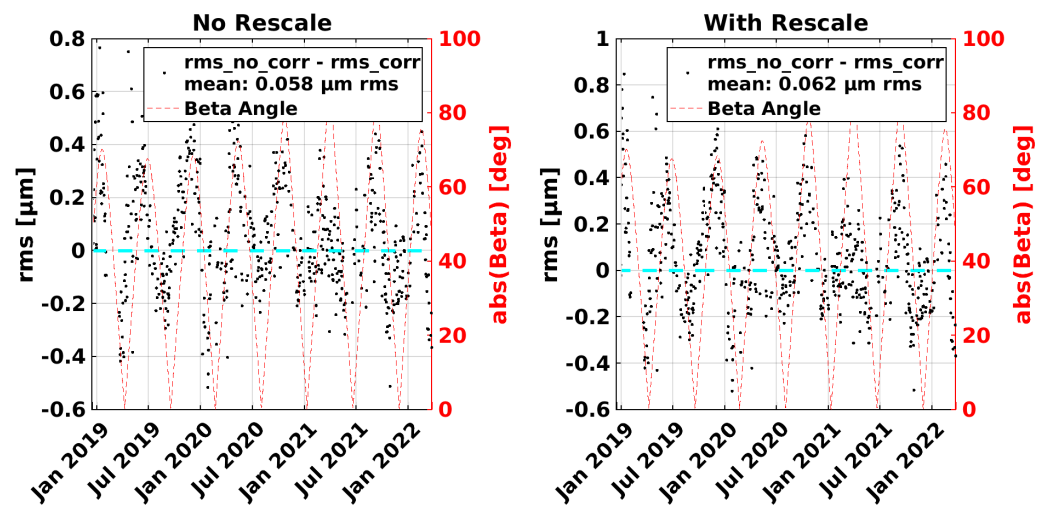 No Rescale
0.8
0.6
0.4
0.2
0
-0.2
-0.4
-0.6
rms [µm]
rms_no_corr - rms_corr
mean: 0.058 µm rms
Beta Angle
100
80
60
40
20
0
abs(Beta) [deg]
Jan 2019
Jul 2019
Jan 2020
Jul 2020
Jan 2021
Jul 2021
Jan 2022
With Rescale
1
0.8
0.6
0.4
0.2
0
-0.2
-0.4
-0.6
rms [µm]
rms_no_corr - rms_corr
mean: 0.062 µm rms
Beta Angle
100
80
60
40
20
0
abs(Beta) [deg]
Jan 2019
Jul 2019
Jan 2020
Jul 2020
Jan 2021
Jul 2021
Jan 2022